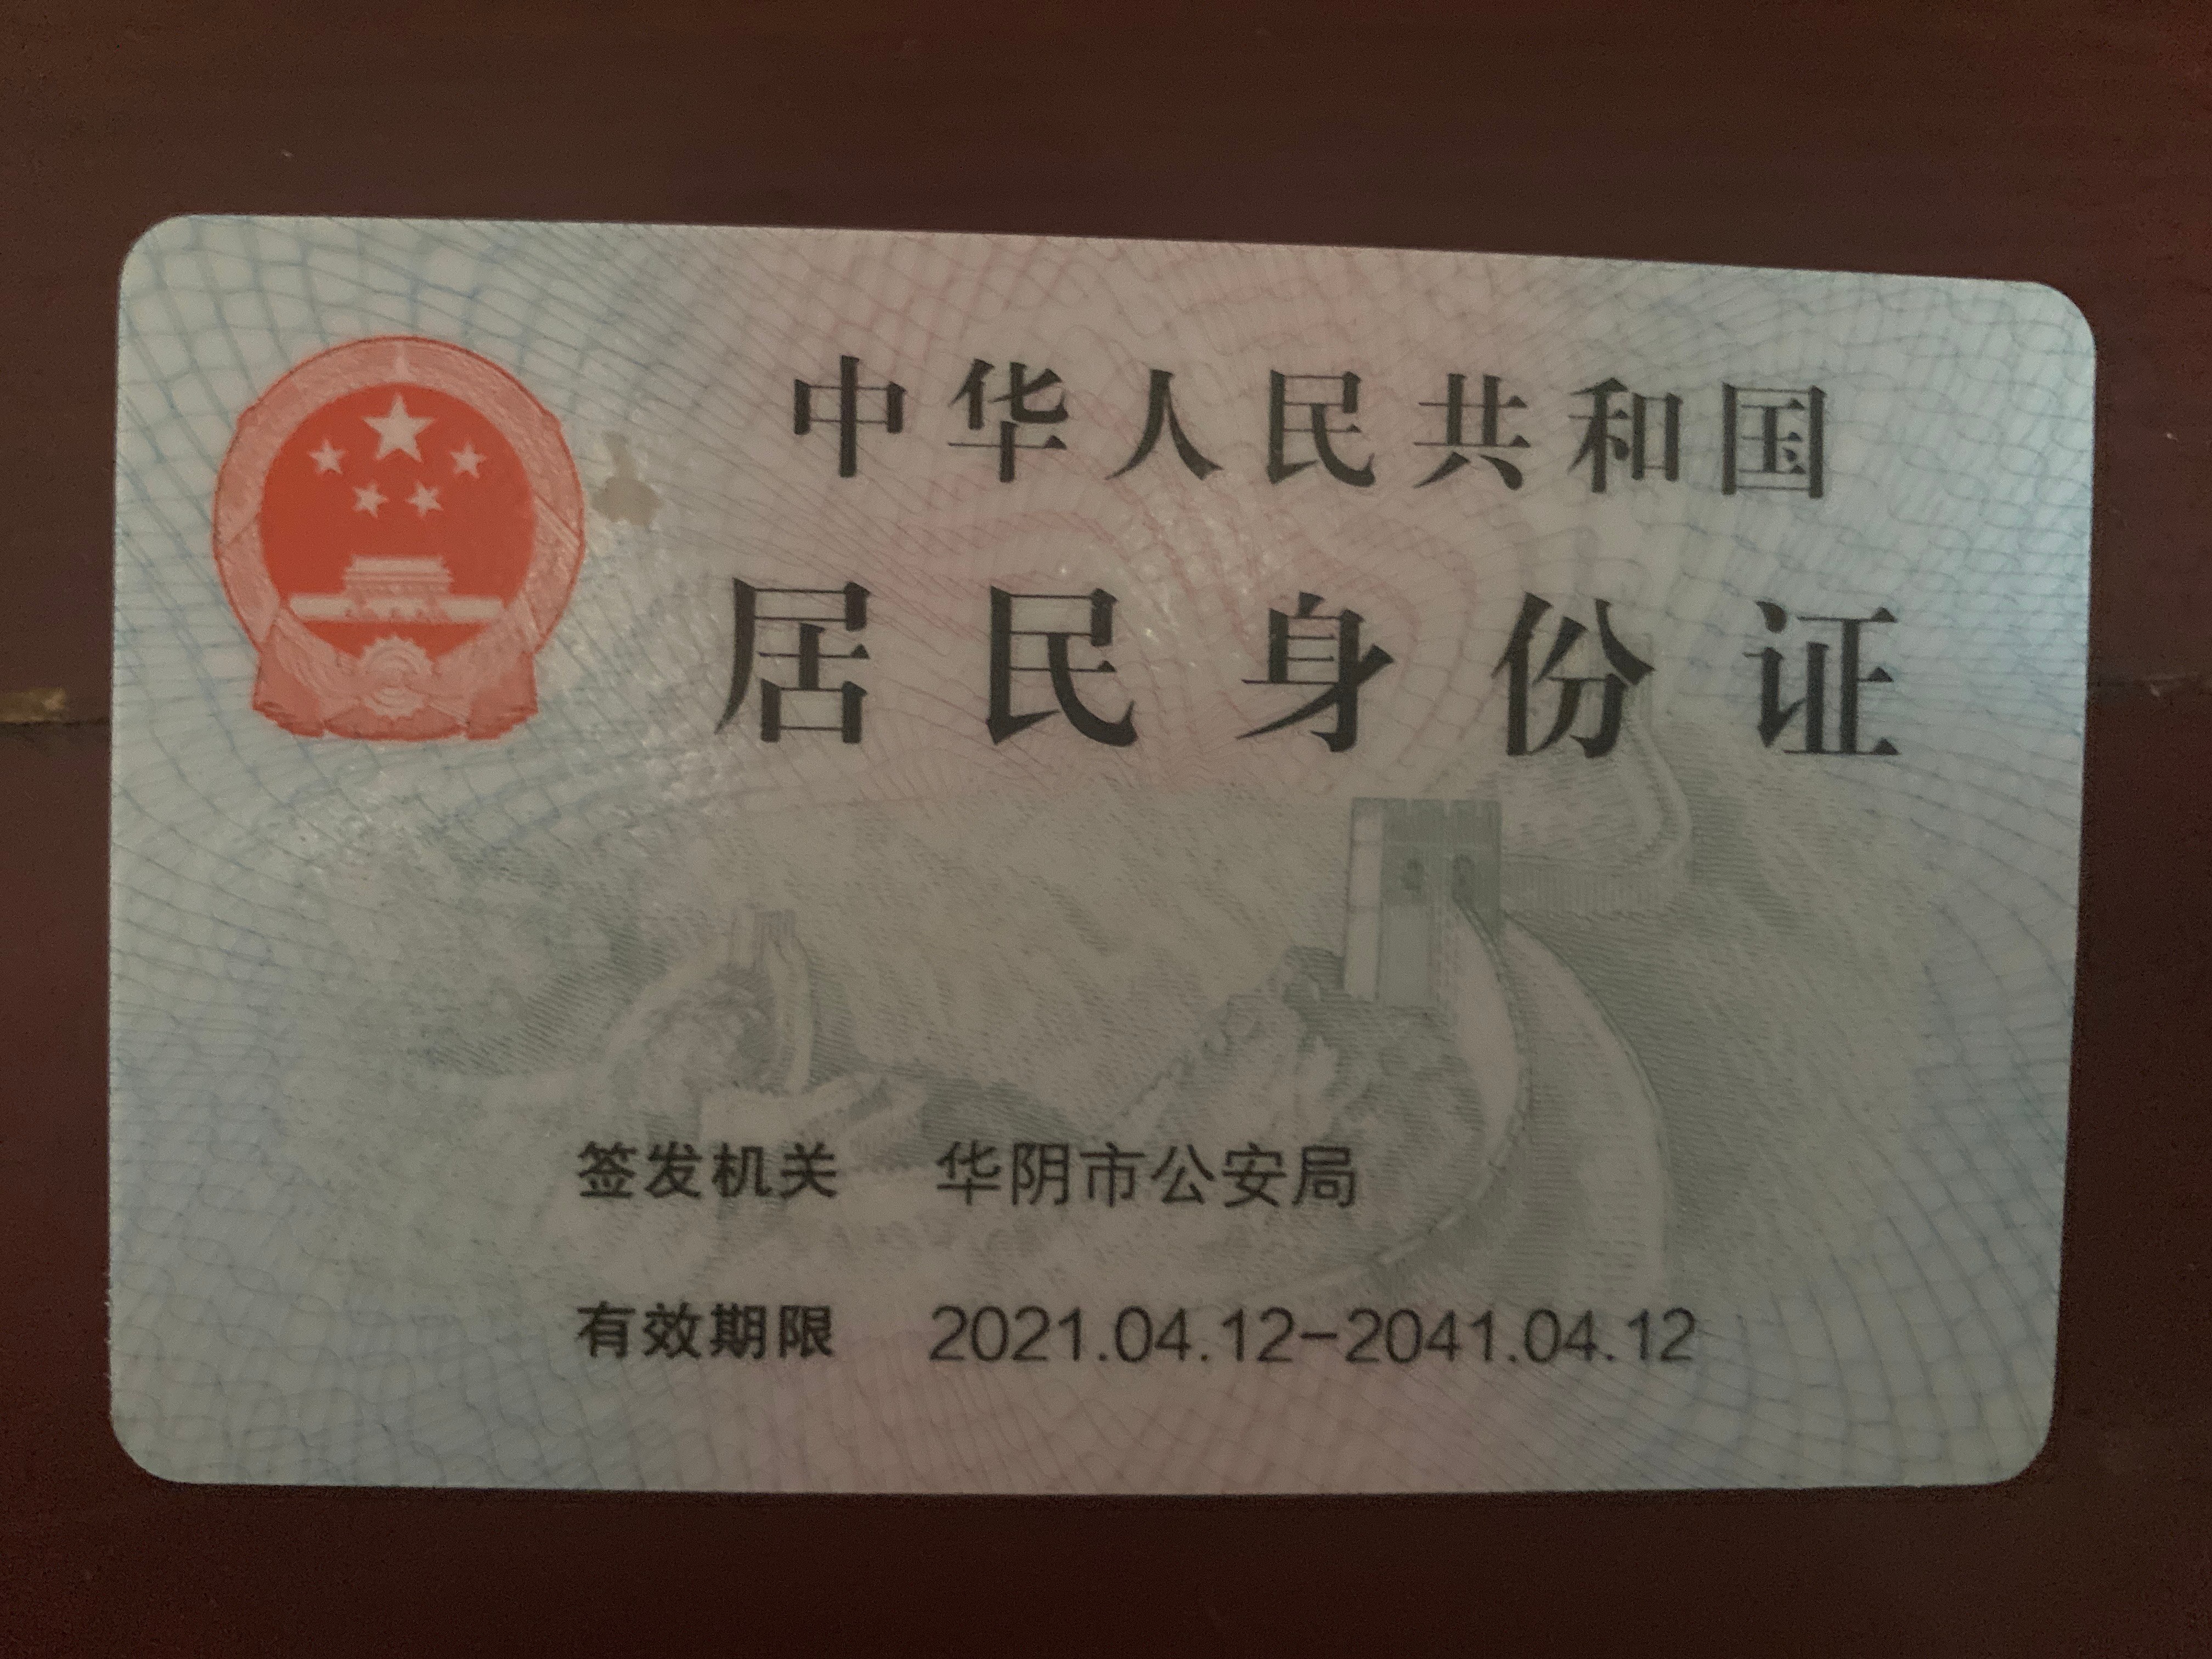 中华人民共和国
居民身份证
签发机关 华阴市公安局
有效期限 2021.04.12-2041.04.12